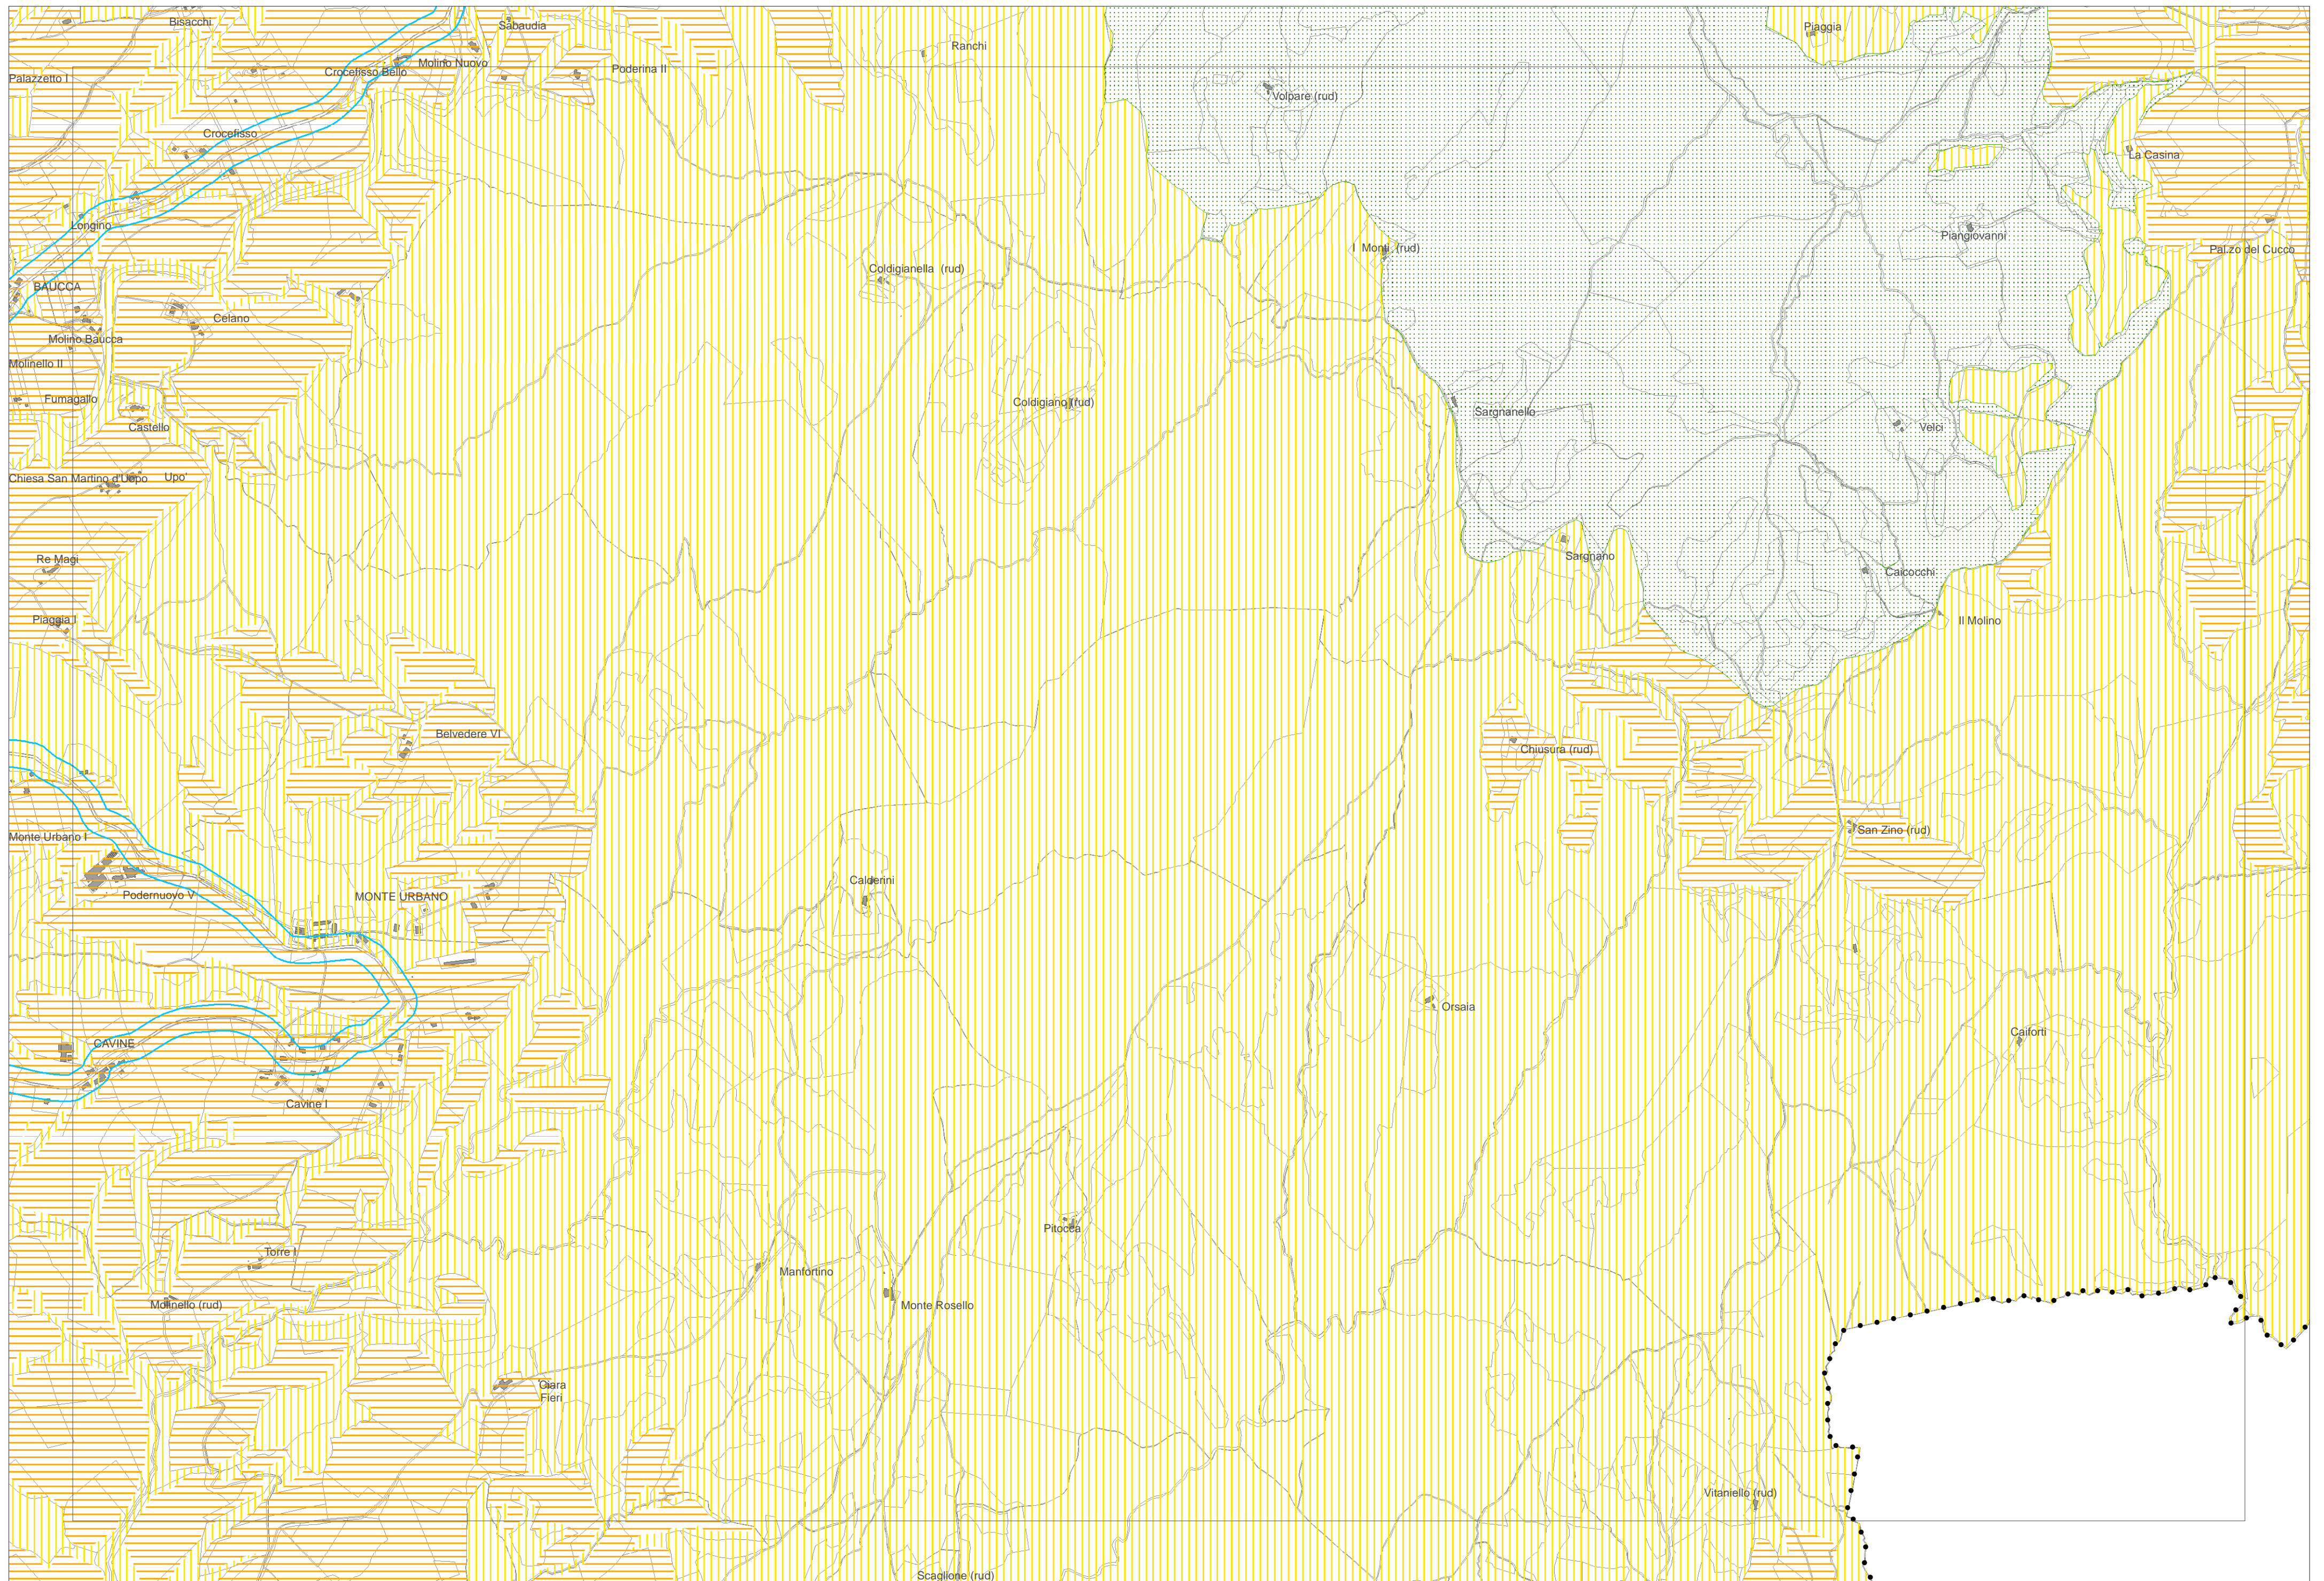 Bisacchi
Sabaudia
Piaggia
Ranchi
Molino Nuovo
Poderina II
Crocefisso Bello
Palazzetto I
Volpare (rud)
Crocefisso
La Casina
Longino
Piangiovanni
I Monti (rud)
Pal.zo del Cucco
Coldigianella (rud)
BAUCCA
Celano
Molino Baucca
Molinello II
Fumagallo
Coldigiano (rud)
Sargnanello
Castello
Velci
Chiesa San Martino d'Uopo
Upo'
Re Magi
Sargnano
Caicocchi
Piaggia I
Il Molino
Belvedere VI
Chiusura (rud)
San Zino (rud)
Monte Urbano I
Calderini
Podernuovo V
MONTE URBANO
Orsaia
Caiforti
CAVINE
Cavine I
Pitocca
Torre I
Manfortino
Molinello (rud)
Monte Rosello
Giara
Fieri
Vitaniello (rud)
Scaglione (rud)